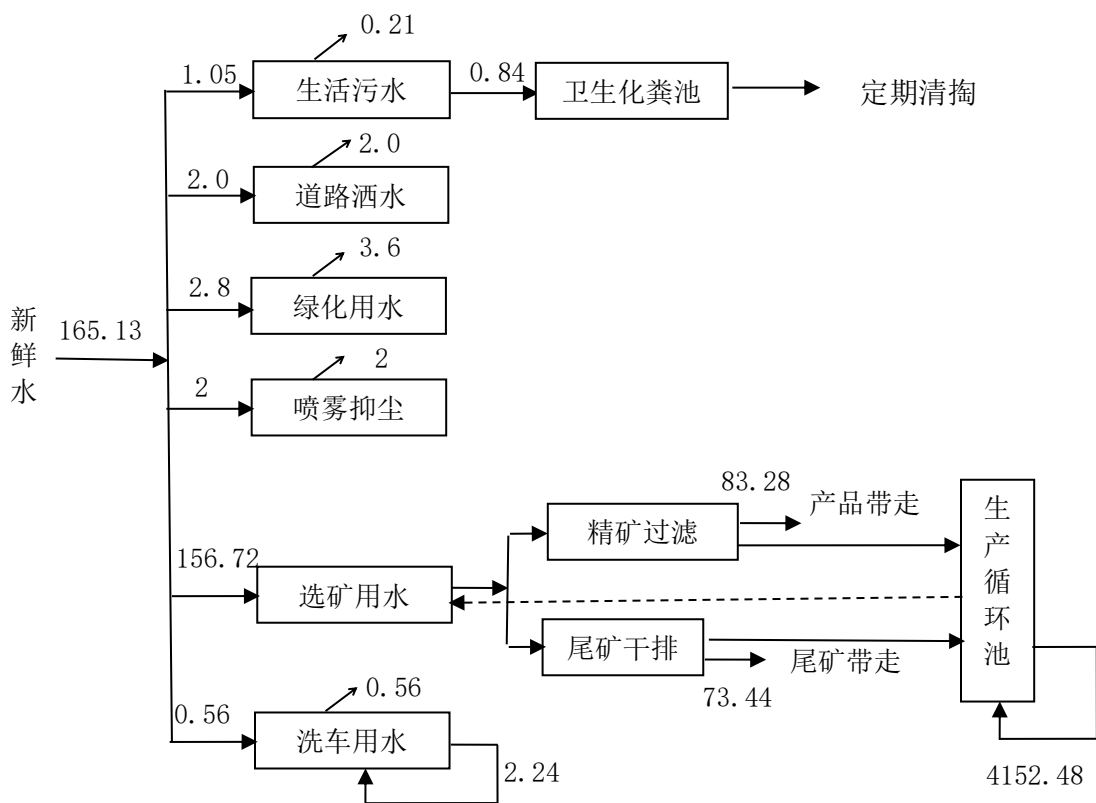 0.21
1.05
生活污水
0.84
卫生化粪池
定期清掏
2.0
2.0
道路洒水
3.6
2.8
绿化用水
新鲜水
165.13
2
2
喷雾抑尘
83.28
产品带走
精矿过滤
生产循环池
156.72
选矿用水
尾矿干排
尾矿带走
73.44
0.56
0.56
洗车用水
2.24
4152.48